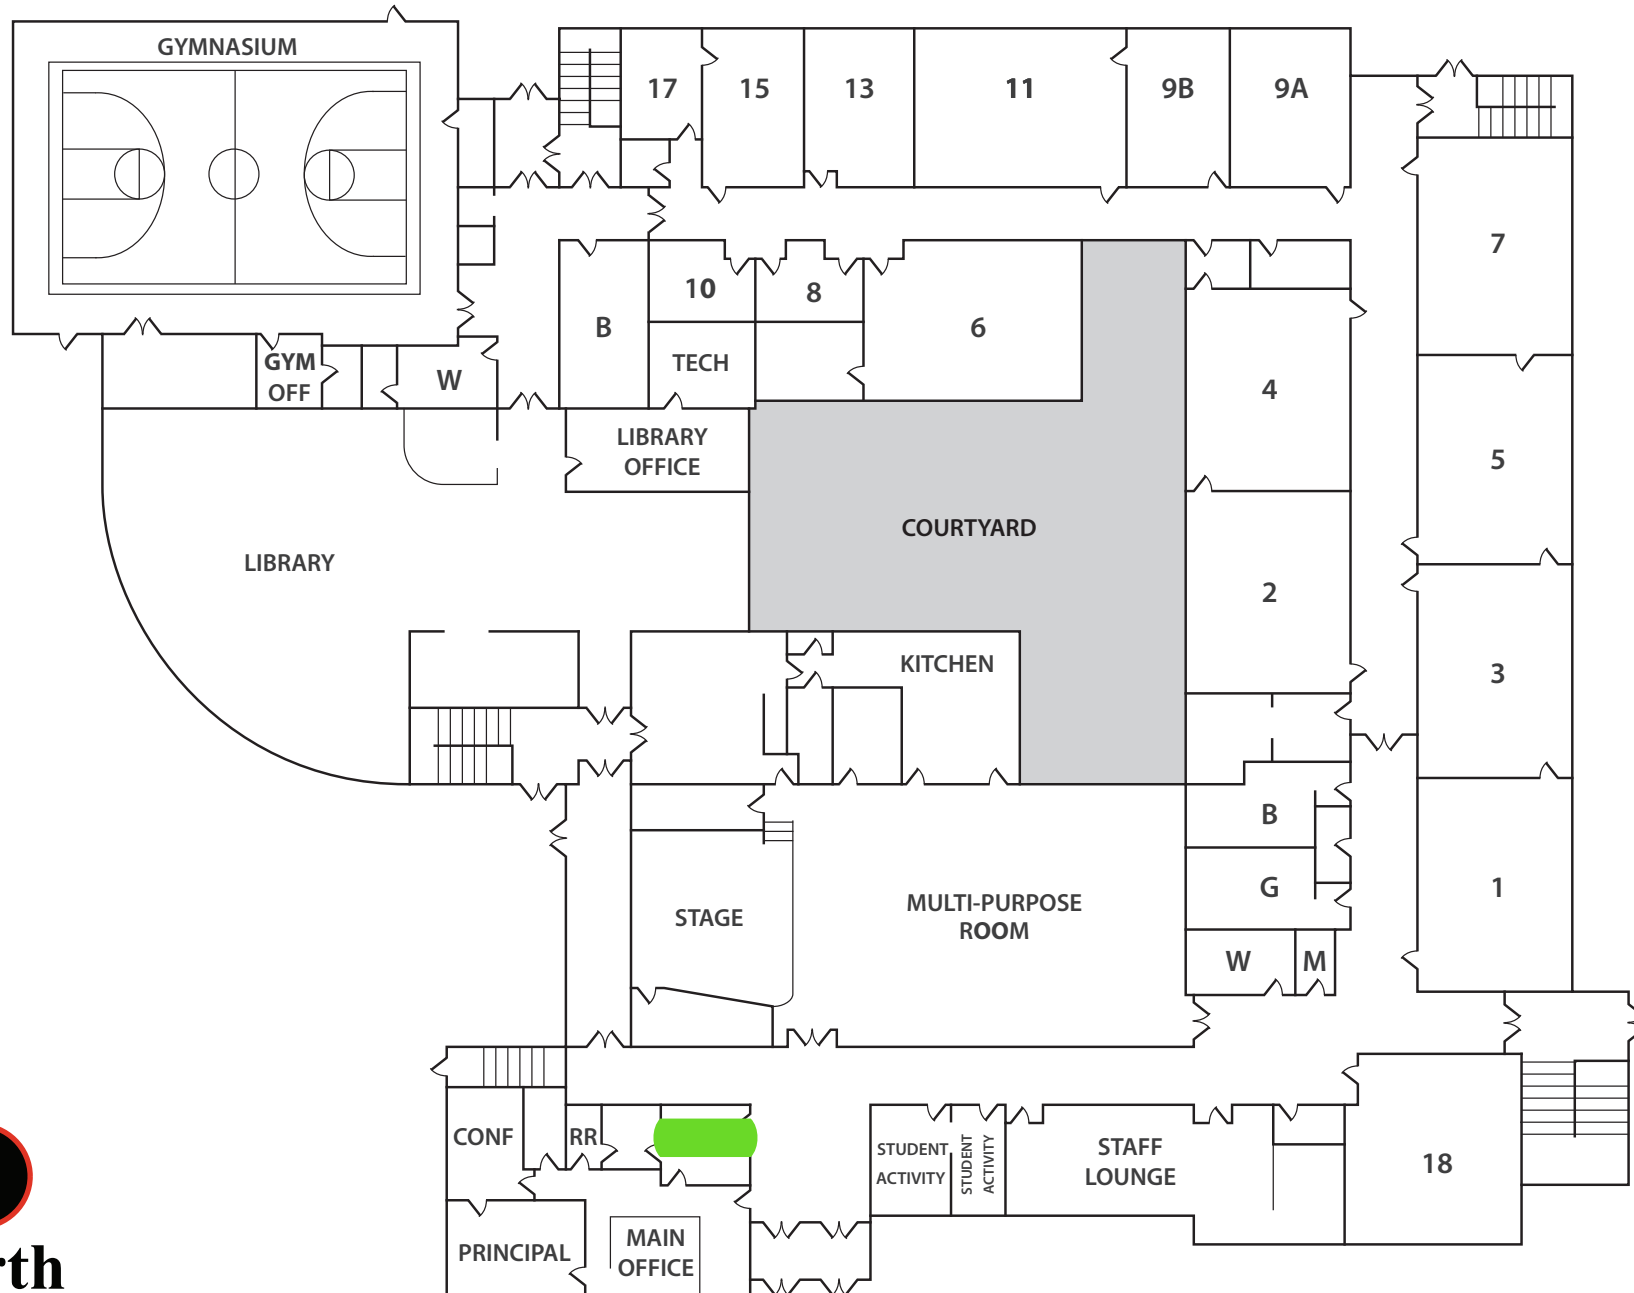 GYMNASIUM
17
15
13
11
9B
9A
7
10
8
6
B
TECH
GYM
OFF
W
4
LIBRARY
OFFICE
5
COURTYARD
LIBRARY
2
KITCHEN
3
B
G
1
STAGE
MULTI-PURPOSE
ROOM
W
M
CONF
RR
STUDENT
ACTIVITY
STUDENT
ACTIVITY
STAFF
LOUNGE
18
PRINCIPAL
MAIN
OFFICE
rth